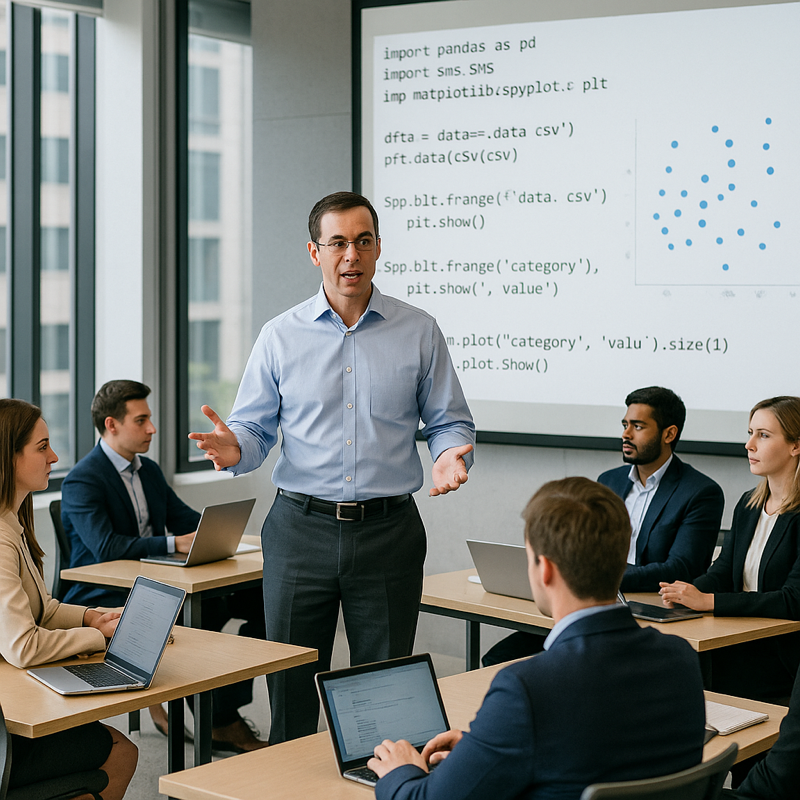 import pandas as pd
import sms.SMS
imp matpiotiib.spyplot.c plt
dfta = data==.data csv')
pft.data(cSv(csv)
Spp.blt.frange(f'data. csv')
pit.show()
Spp.blt.frange('category'),
pit.show(', value')
m.plot("category', 'valu').size(1)
.plot.Show()